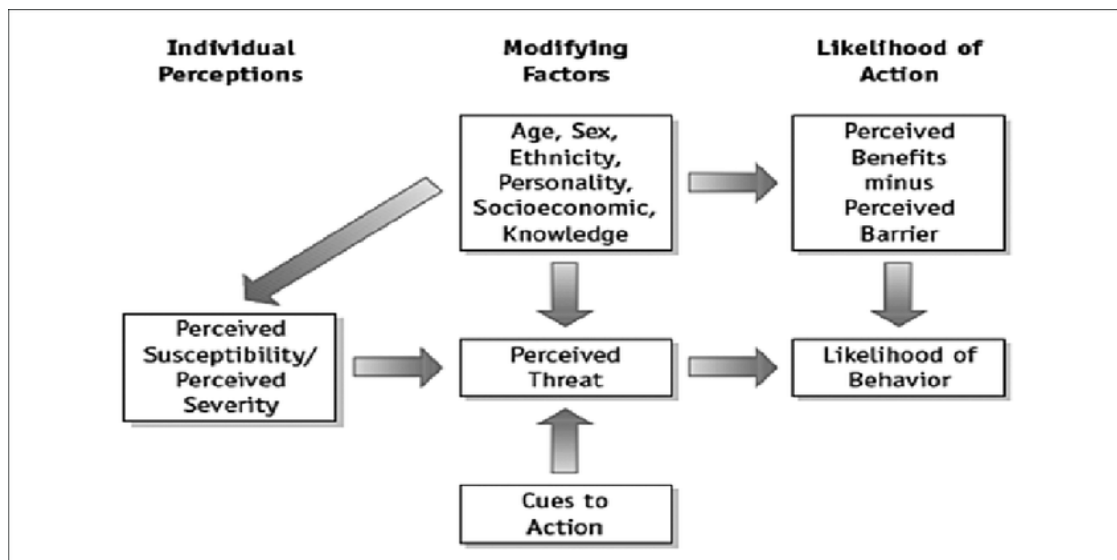 Individual
Perceptions
Modifying
Factors
Likelihood of
Action
Age, Sex,
Ethnicity,
Personality,
Socioeconomic,
Knowledge
Perceived
Benefits
minus
Perceived
Barrier
Perceived
Susceptibility/
Perceived
Severity
Perceived
Threat
Likelihood of
Behavior
Cues to
Action